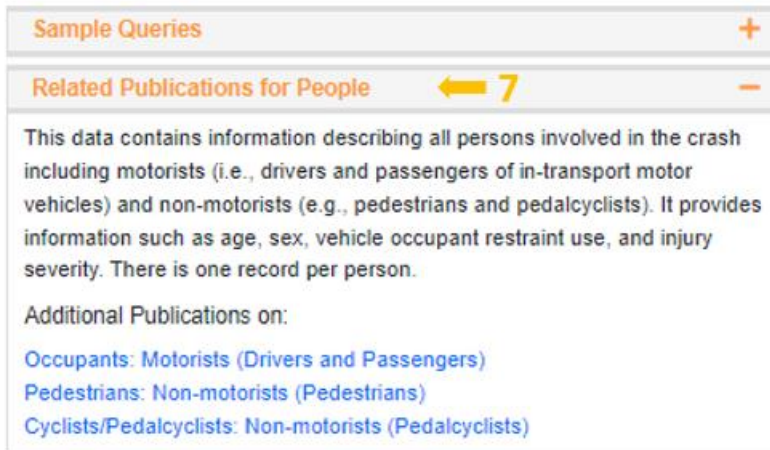 Sample Queries +
Related Publications for People 7 −
This data contains information describing all persons involved in the crash
including motorists (i.e., drivers and passengers of in-transport motor
vehicles) and non-motorists (e.g., pedestrians and pedalcyclists). It provides
information such as age, sex, vehicle occupant restraint use, and injury
severity. There is one record per person.
Additional Publications on:
Occupants: Motorists (Drivers and Passengers)
Pedestrians: Non-motorists (Pedestrians)
Cyclists/Pedalcyclists: Non-motorists (Pedalcyclists)